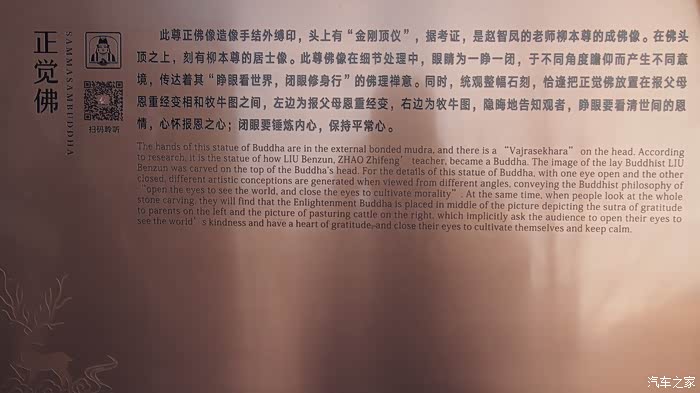 正觉佛
SAMMASAMBUDDHA
扫码聆听
此尊正佛像造像手结外缚印，头上有“金刚顶仪”，据考证，是赵智凤的老师柳本尊的成佛像。在佛头
顶之上，刻有柳本尊的居士像。此尊佛像在细节处理中，眼睛为一睁一闭，于不同角度瞻仰而产生不同意
境，传达着其“睁眼看世界，闭眼修身行”的佛理禅意。同时，统观整幅石刻，恰逢把正觉佛放置在报父母
恩重经变相和牧牛图之间，左边为报父母恩重经变，右边为牧牛图，隐晦地告知观者，睁眼要看清世间的恩
情，心怀报恩之心；闭眼要锤炼内心，保持平常心。
The hands of this statue of Buddha are in the external bonded mudra, and there is a “Vajrasekhara” on the head. According
to research, it is the statue of how LIU Benzun, ZHAO Zhifeng’ teacher, became a Buddha. The image of the lay Buddhist LIU
Benzun was carved on the top of the Buddha’s head. For the details of this statue of Buddha, with one eye open and the other
closed, different artistic conceptions are generated when viewed from different angles, conveying the Buddhist philosophy of
“open the eyes to see the world, and close the eyes to cultivate morality”. At the same time, when people look at the whole
stone carving, they will find that the Enlightenment Buddha is placed in middle of the picture depicting the sutra of gratitude
to parents on the left and the picture of pasturing cattle on the right, which implicitly ask the audience to open their eyes to
see the world’s kindness and have a heart of gratitude, and close their eyes to cultivate themselves and keep calm.
汽车之家